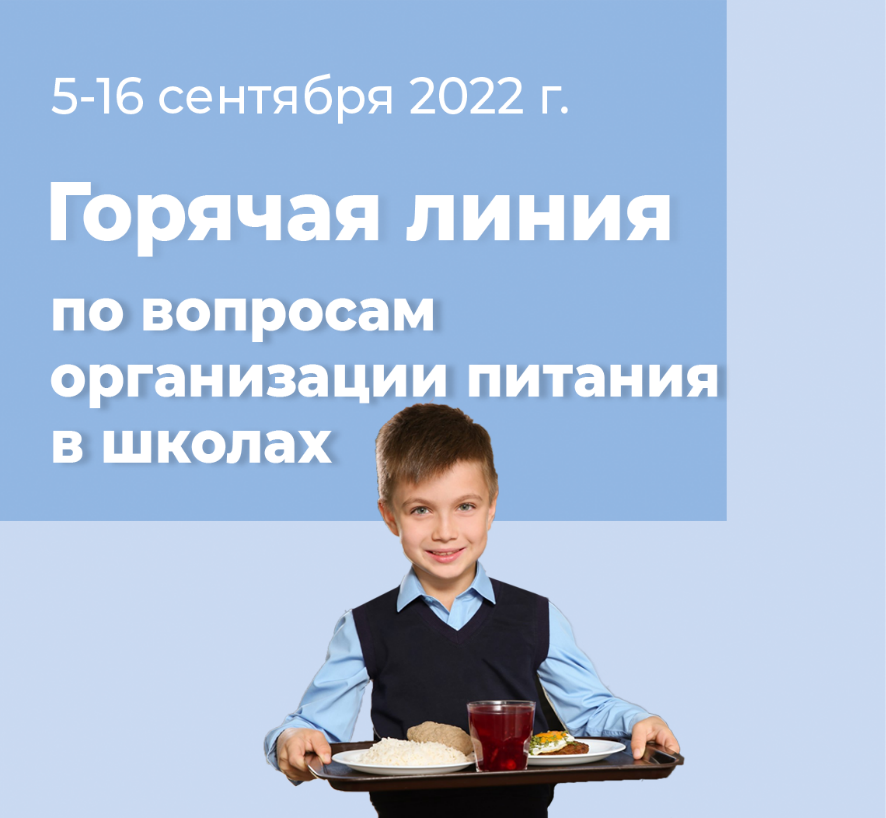 5-16 сентября 2022 г.
Горячая линия
по вопросам
организации питания
в школах